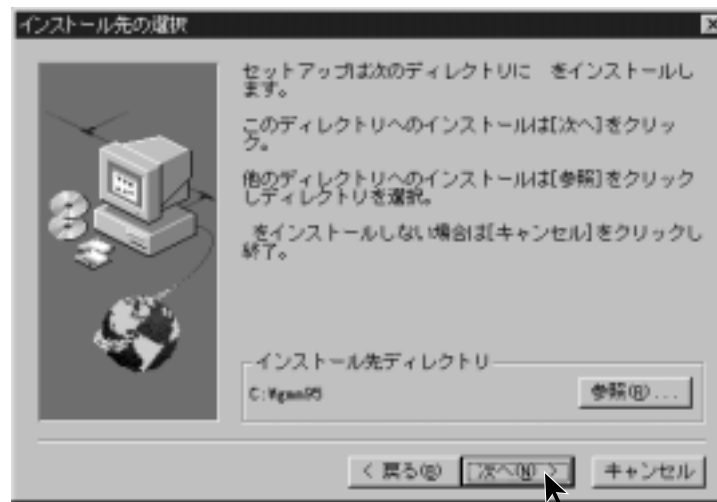 インストール先の選択
セットアップは次のディレクトリに をインストールし
ます。
このディレクトリへのインストールは[次へ]をクリッ
ク。
他のディレクトリへのインストールは[参照]をクリック
しディレクトリを選択。
をインストールしない場合は[キャンセル]をクリックし
終了。
インストール先ディレクトリ
C:¥gmm95
参照(R)...
< 戻る(B)
次へ(N) >
キャンセル